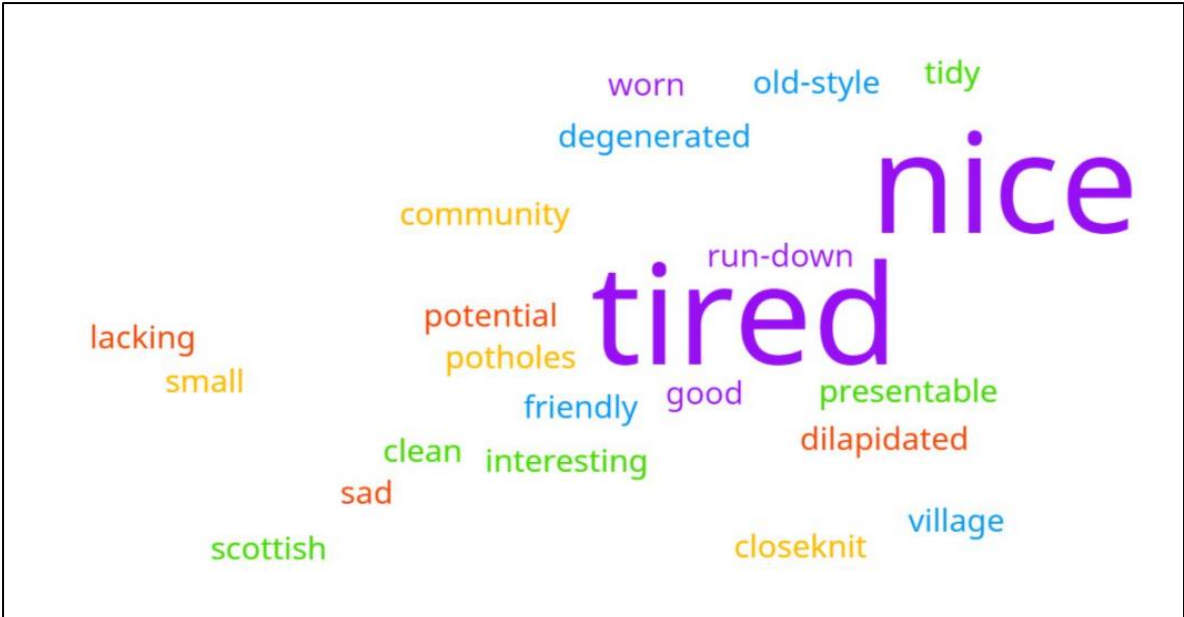 tidy
worn old-style
degenerated
nice
community
run-down
tired
potential
lacking
potholes
small
good presentable
friendly
dilapidated
clean interesting
sad
village
closeknit
scottish